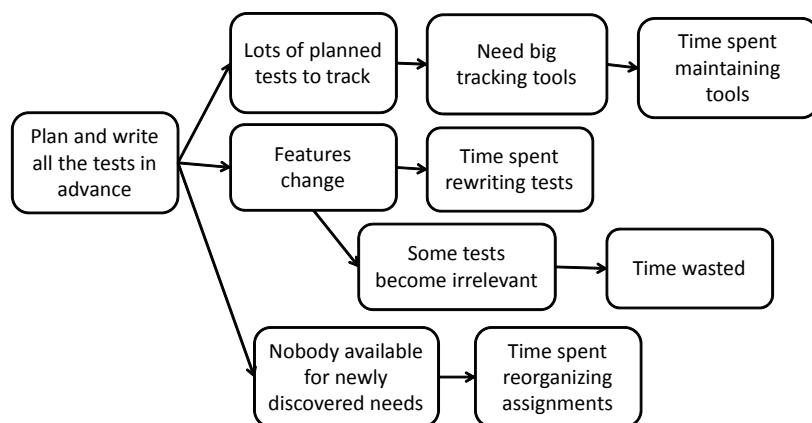 Plan and write
all the tests in
advance
Lots of planned
tests to track
Need big
tracking tools
Time spent
maintaining
tools
Features
change
Time spent
rewriting tests
Some tests
become irrelevant
Time wasted
Nobody available
for newly
discovered needs
Time spent
reorganizing
assignments